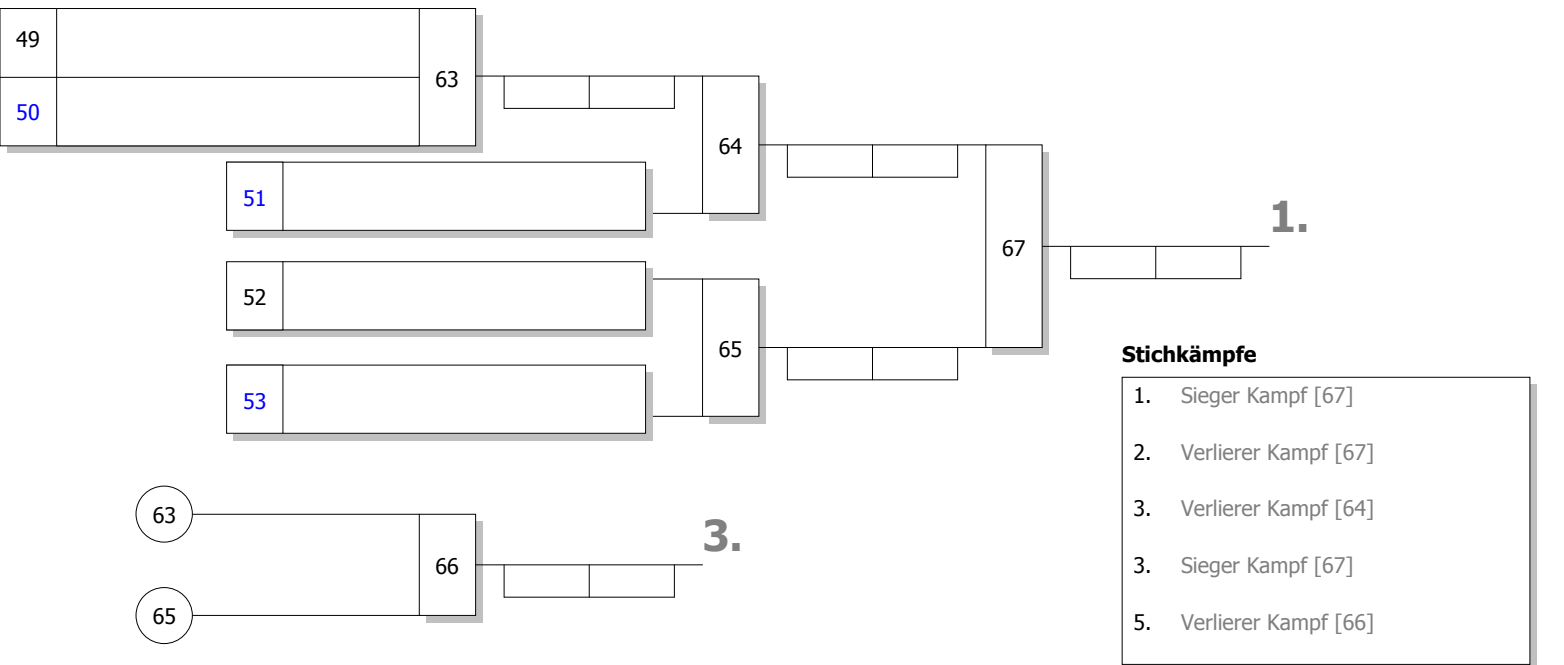 49
63
50
64
51
1.
67
52
65
Stichkämpfe
53
1. Sieger Kampf [67]
2. Verlierer Kampf [67]
3. Verlierer Kampf [64]
3. Sieger Kampf [67]
5. Verlierer Kampf [66]
63
3.
66
65